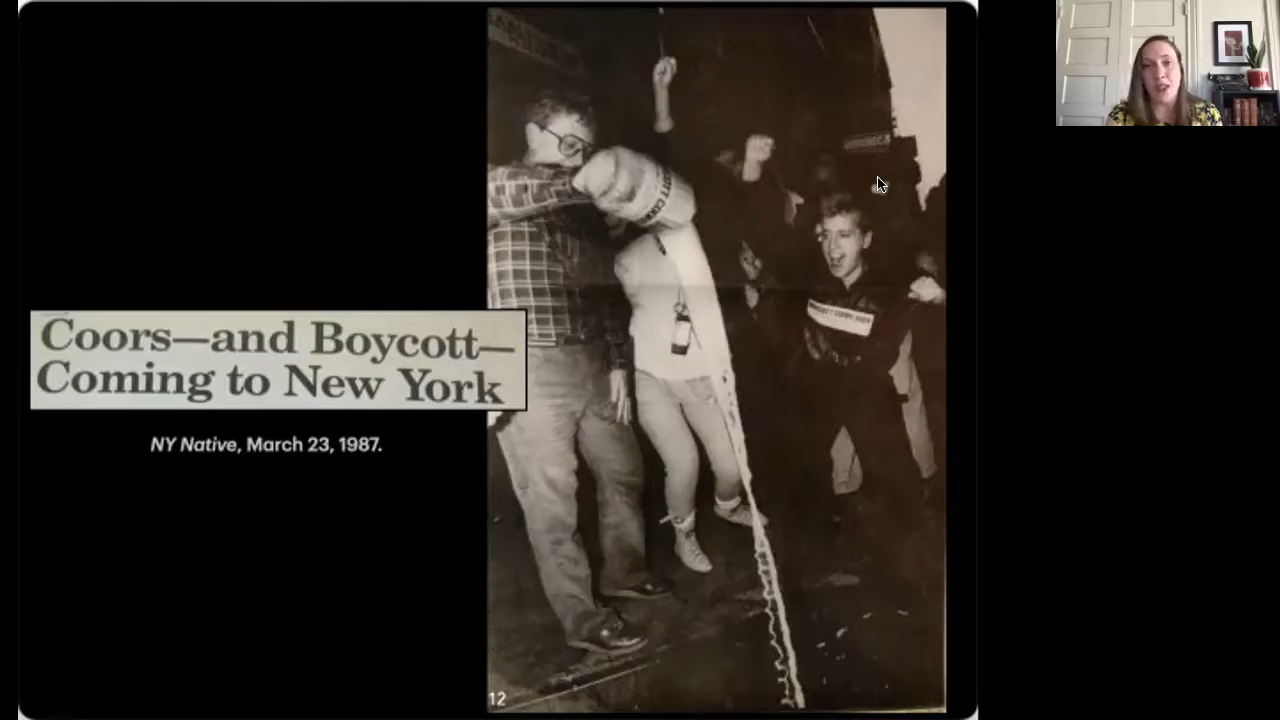 Coors—and Boycott—
Coming to New York
NY Native, March 23, 1987.
12